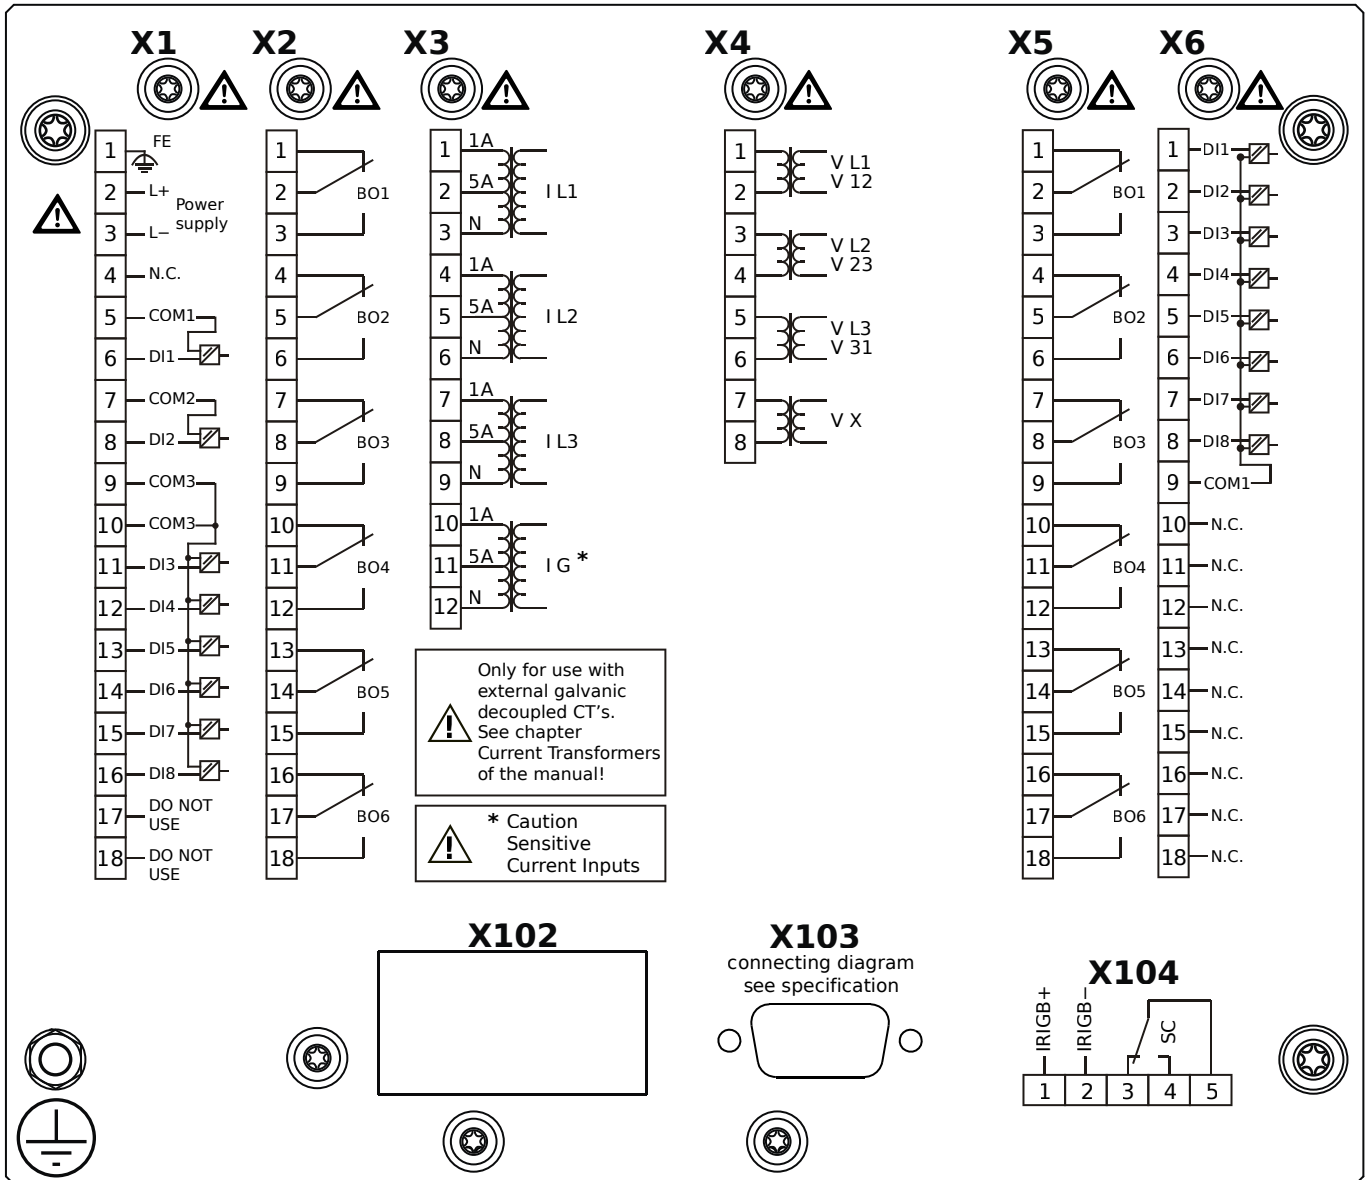 X1
X2
X3
X4
X5
X6
1 FE
2 L+
Power
supply
3 L−
4 N.C.
5 COM1
6 DI1
7 COM2
8 DI2
9 COM3
10 COM3
11 DI3
12 DI4
13 DI5
14 DI6
15 DI7
16 DI8
17 DO NOT
USE
18 DO NOT
USE
1
2 BO1
3
4
5 BO2
6
7
8 BO3
9
10
11 BO4
12
13
14 BO5
15
16
17 BO6
18
1 1A
2 5A I L1
3 N
4 1A
5 5A I L2
6 N
7 1A
8 5A I L3
9 N
10 1A
11 5A I G *
12 N
Only for use with
external galvanic
decoupled CT's.
See chapter
Current Transformers
of the manual!
* Caution
Sensitive
Current Inputs
1 V L1
2 V 12
3 V L2
4 V 23
5 V L3
6 V 31
7 V X
8
1
2 BO1
3
4
5 BO2
6
7
8 BO3
9
10
11 BO4
12
13
14 BO5
15
16
17 BO6
18
1 DI1
2 DI2
3 DI3
4 DI4
5 DI5
6 DI6
7 DI7
8 DI8
9 COM1
10 N.C.
11 N.C.
12 N.C.
13 N.C.
14 N.C.
15 N.C.
16 N.C.
17 N.C.
18 N.C.
X102
X103
connecting diagram
see specification
X104
IRIGB+
IRIGB−
SC
1 2 3 4 5